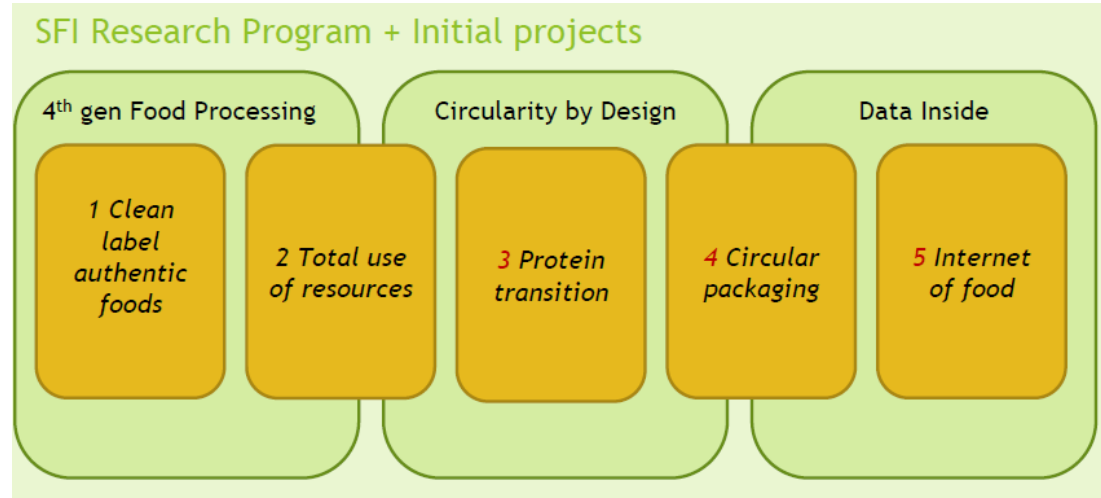 SFI Research Program + Initial projects
4th gen Food Processing
Circularity by Design
Data Inside
1 Clean
label
authentic
foods
2 Total use
of resources
3 Protein
transition
4 Circular
packaging
5 Internet
of food